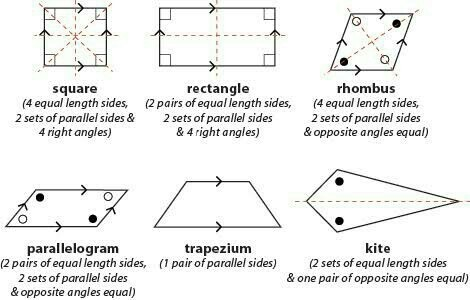 square
(4 equal length sides,
2 sets of parallel sides &
4 right angles)
rectangle
(2 pairs of equal length sides,
2 sets of parallel sides
& 4 right angles)
rhombus
(4 equal length sides,
2 sets of parallel sides
& opposite angles equal)
parallelogram
(2 pairs of equal length sides,
2 sets of parallel sides
& opposite angles equal)
trapezium
(1 pair of parallel sides)
kite
(2 sets of equal length sides
& one pair of opposite angles equal)